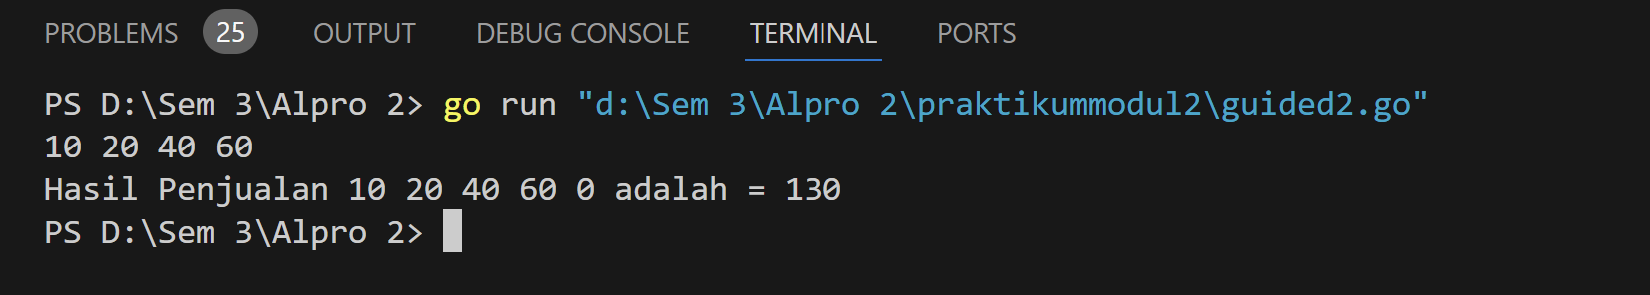 PROBLEMS 25 OUTPUT DEBUG CONSOLE TERMINAL PORTS
PS D:\Sem 3\Alpro 2> go run "d:\Sem 3\Alpro 2\praktikummodul2\guided2.go"
10 20 40 60
Hasil Penjualan 10 20 40 60 0 adalah = 130
PS D:\Sem 3\Alpro 2>